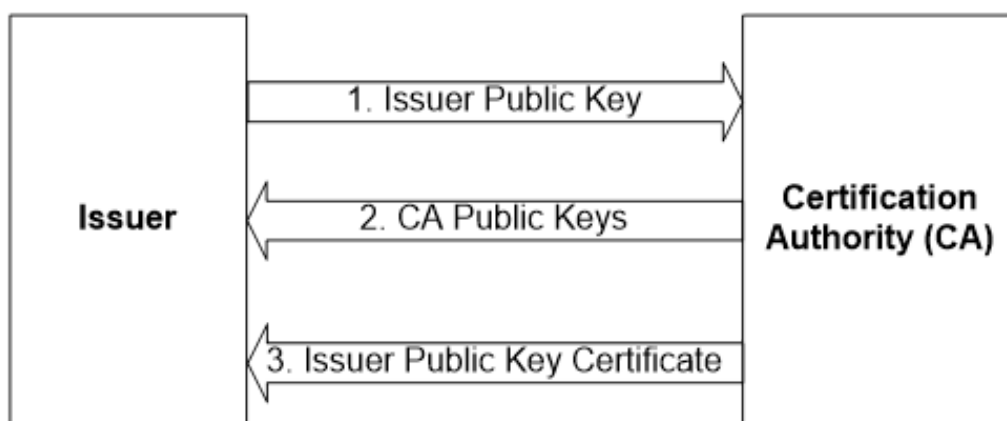 1. Issuer Public Key
Issuer
2. CA Public Keys
Certification
Authority (CA)
3. Issuer Public Key Certificate